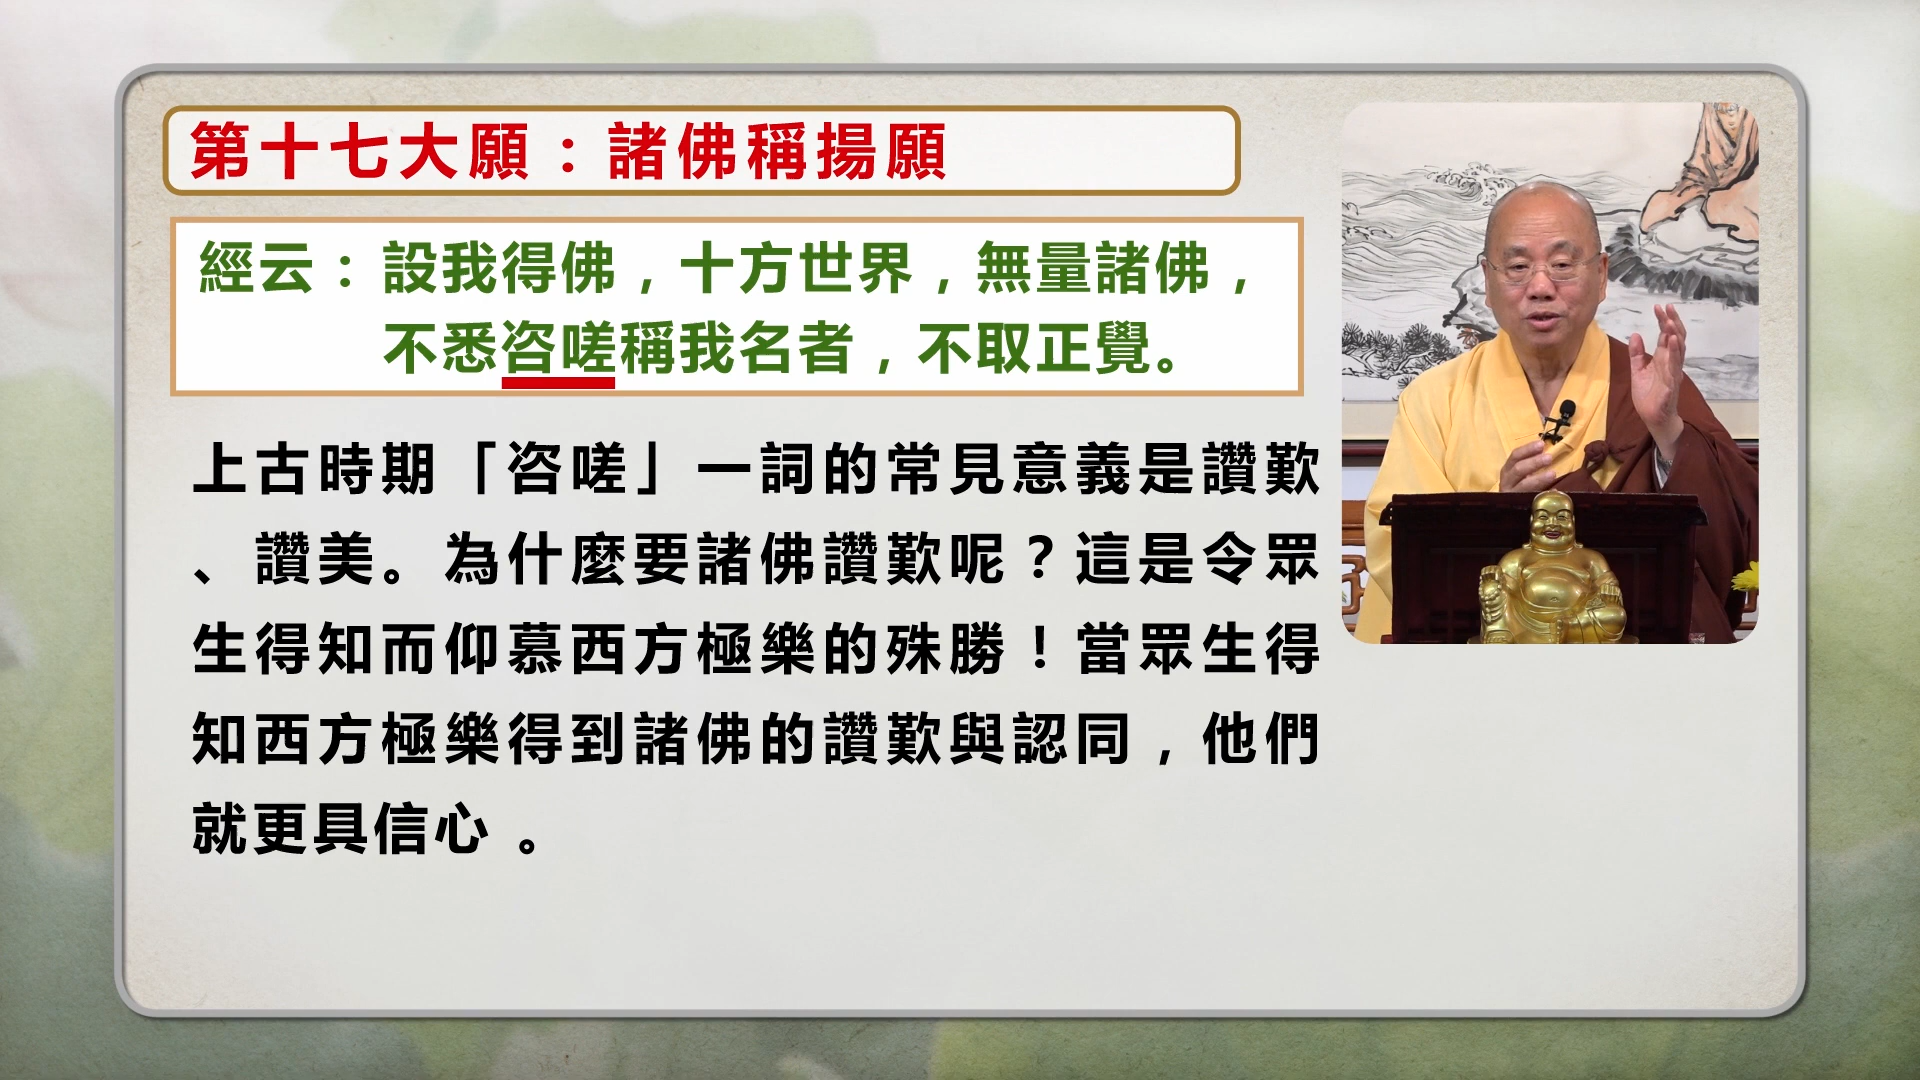 第十七大願：諸佛稱揚願
經云：設我得佛，十方世界，無量諸佛，
不悉咨嗟稱我名者，不取正覺。
上古時期「咨嗟」一詞的常見意義是讚歎
、讚美。為什麼要諸佛讚歎呢？這是令眾
生得知而仰慕西方極樂的殊勝！當眾生得
知西方極樂得到諸佛的讚歎與認同，他們
就更具信心 。